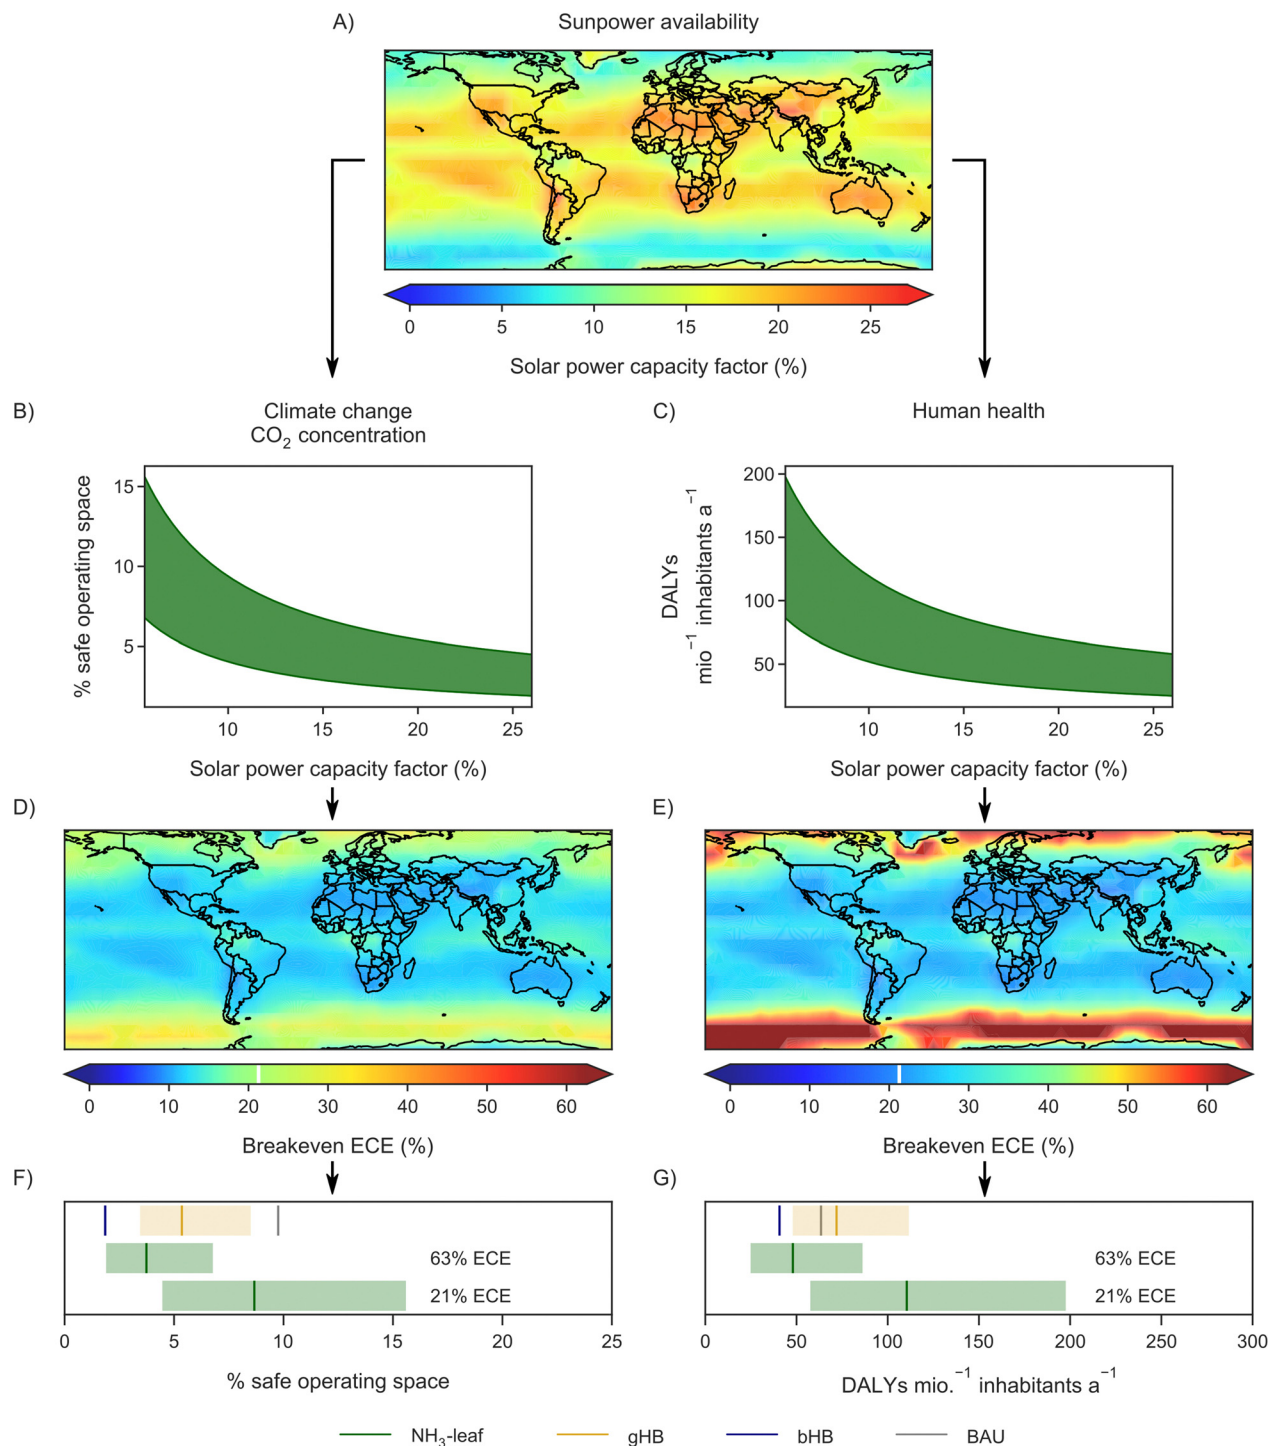 A)
Sunpower availability
0 5 10 15 20 25
Solar power capacity factor (%)
B)
Climate change
CO₂ concentration
% safe operating space
15
10
5
10 15 20 25
Solar power capacity factor (%)
C)
Human health
DALYs
mio⁻¹ inhabitants a⁻¹
200
150
100
50
10 15 20 25
Solar power capacity factor (%)
D)
0 10 20 30 40 50 60
Breakeven ECE (%)
E)
0 10 20 30 40 50 60
Breakeven ECE (%)
F)
63% ECE
21% ECE
0 5 10 15 20 25
% safe operating space
G)
63% ECE
21% ECE
0 50 100 150 200 250 300
DALYs mio.⁻¹ inhabitants a⁻¹
NH₃-leaf gHB bHB BAU